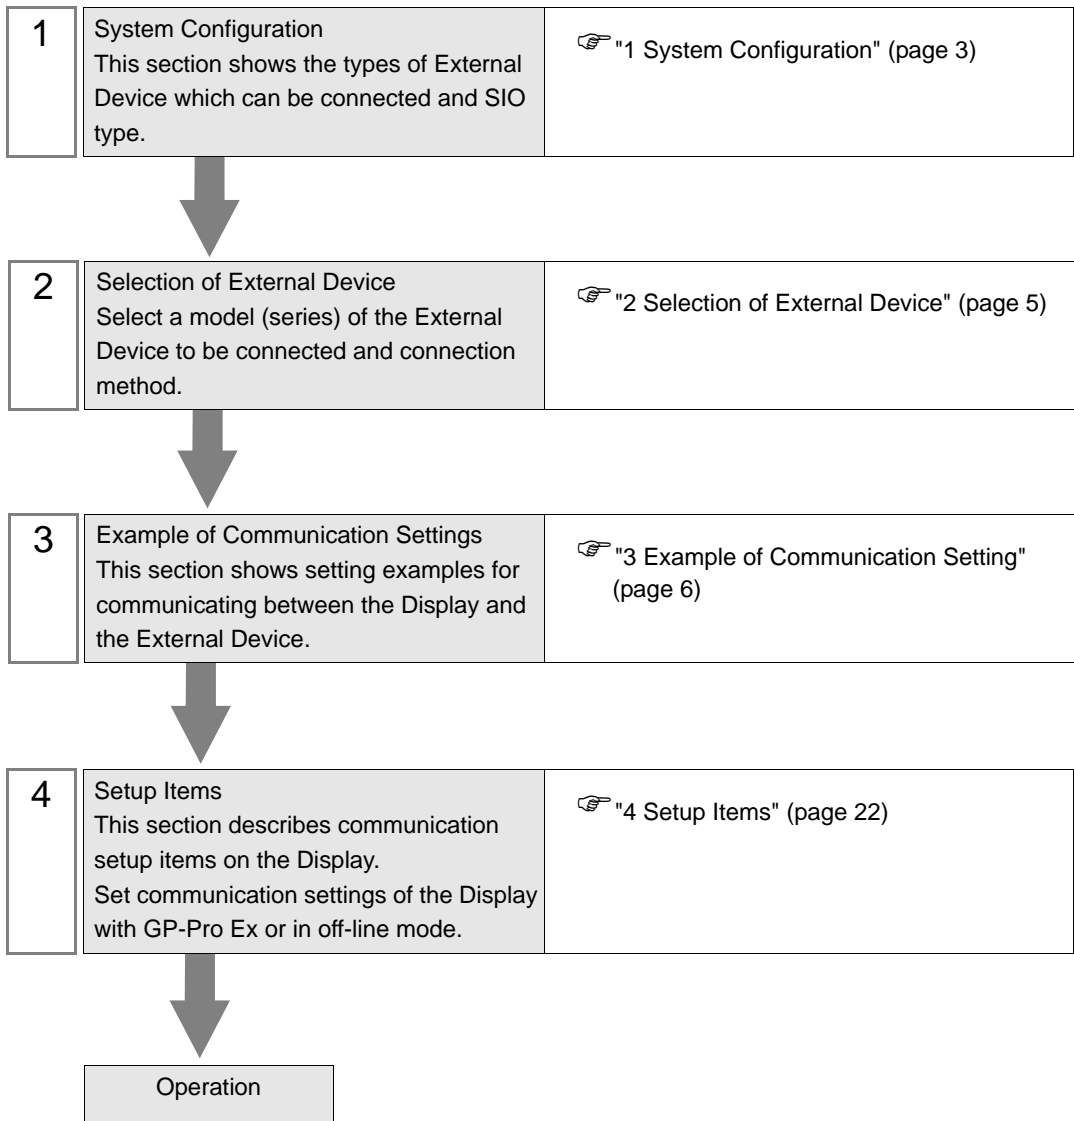 1
System Configuration
This section shows the types of External
Device which can be connected and SIO
type.
"1 System Configuration" (page 3)
2
Selection of External Device
Select a model (series) of the External
Device to be connected and connection
method.
"2 Selection of External Device" (page 5)
3
Example of Communication Settings
This section shows setting examples for
communicating between the Display and
the External Device.
"3 Example of Communication Setting"
(page 6)
4
Setup Items
This section describes communication
setup items on the Display.
Set communication settings of the Display
with GP-Pro Ex or in off-line mode.
"4 Setup Items" (page 22)
Operation